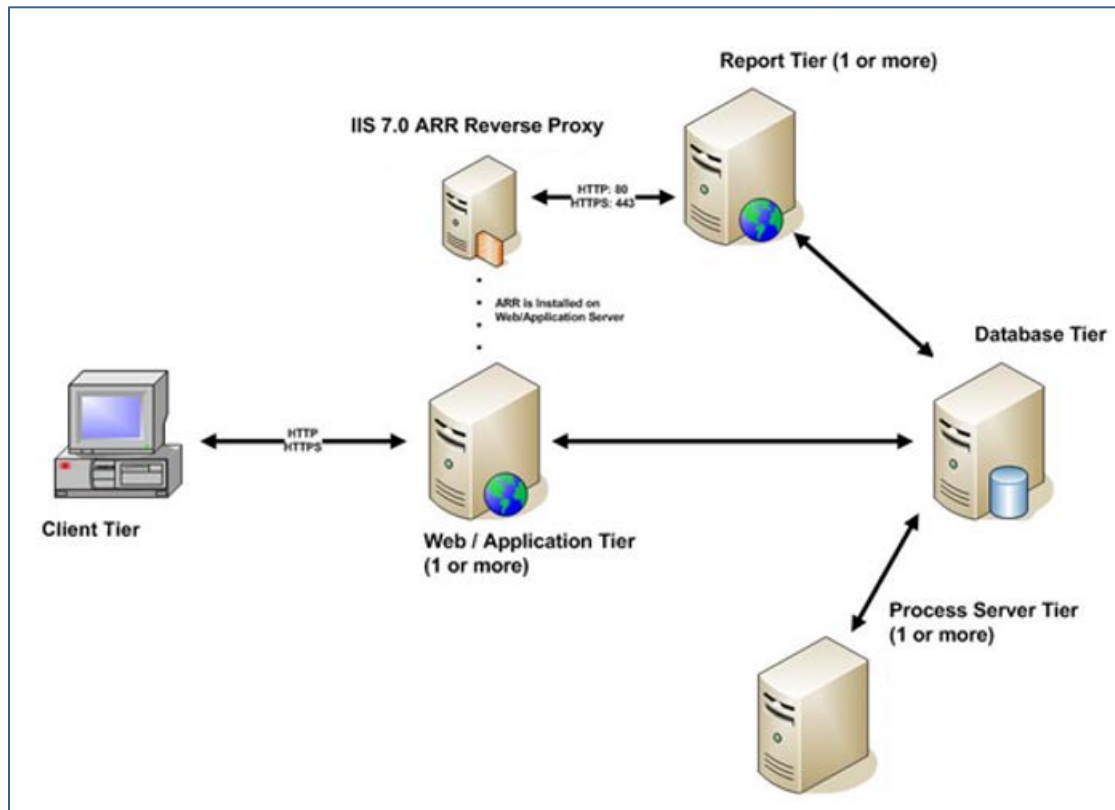 Report Tier (1 or more)
IIS 7.0 ARR Reverse Proxy
HTTP: 80
HTTPS: 443
ARR is Installed on
Web/Application Server
Database Tier
HTTP
HTTPS
Client Tier
Web / Application Tier
(1 or more)
Process Server Tier
(1 or more)